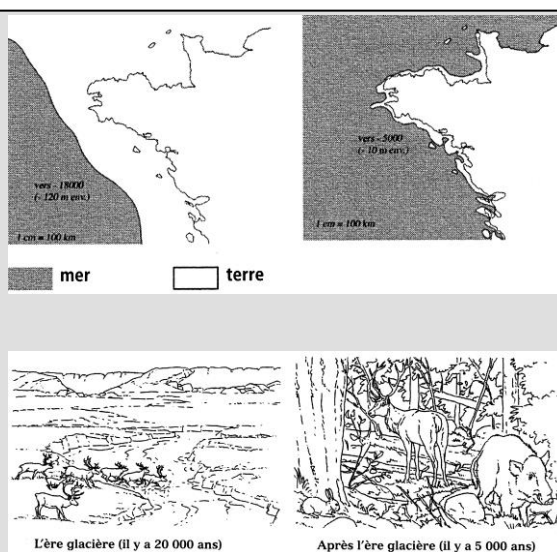 vers - 18000
(- 120 m env.)
1 cm = 100 km
vers - 5000
(- 10 m env.)
1 cm = 100 km
mer
terre
L'ère glacière (il y a 20 000 ans)
Après l'ère glacière (il y a 5 000 ans)